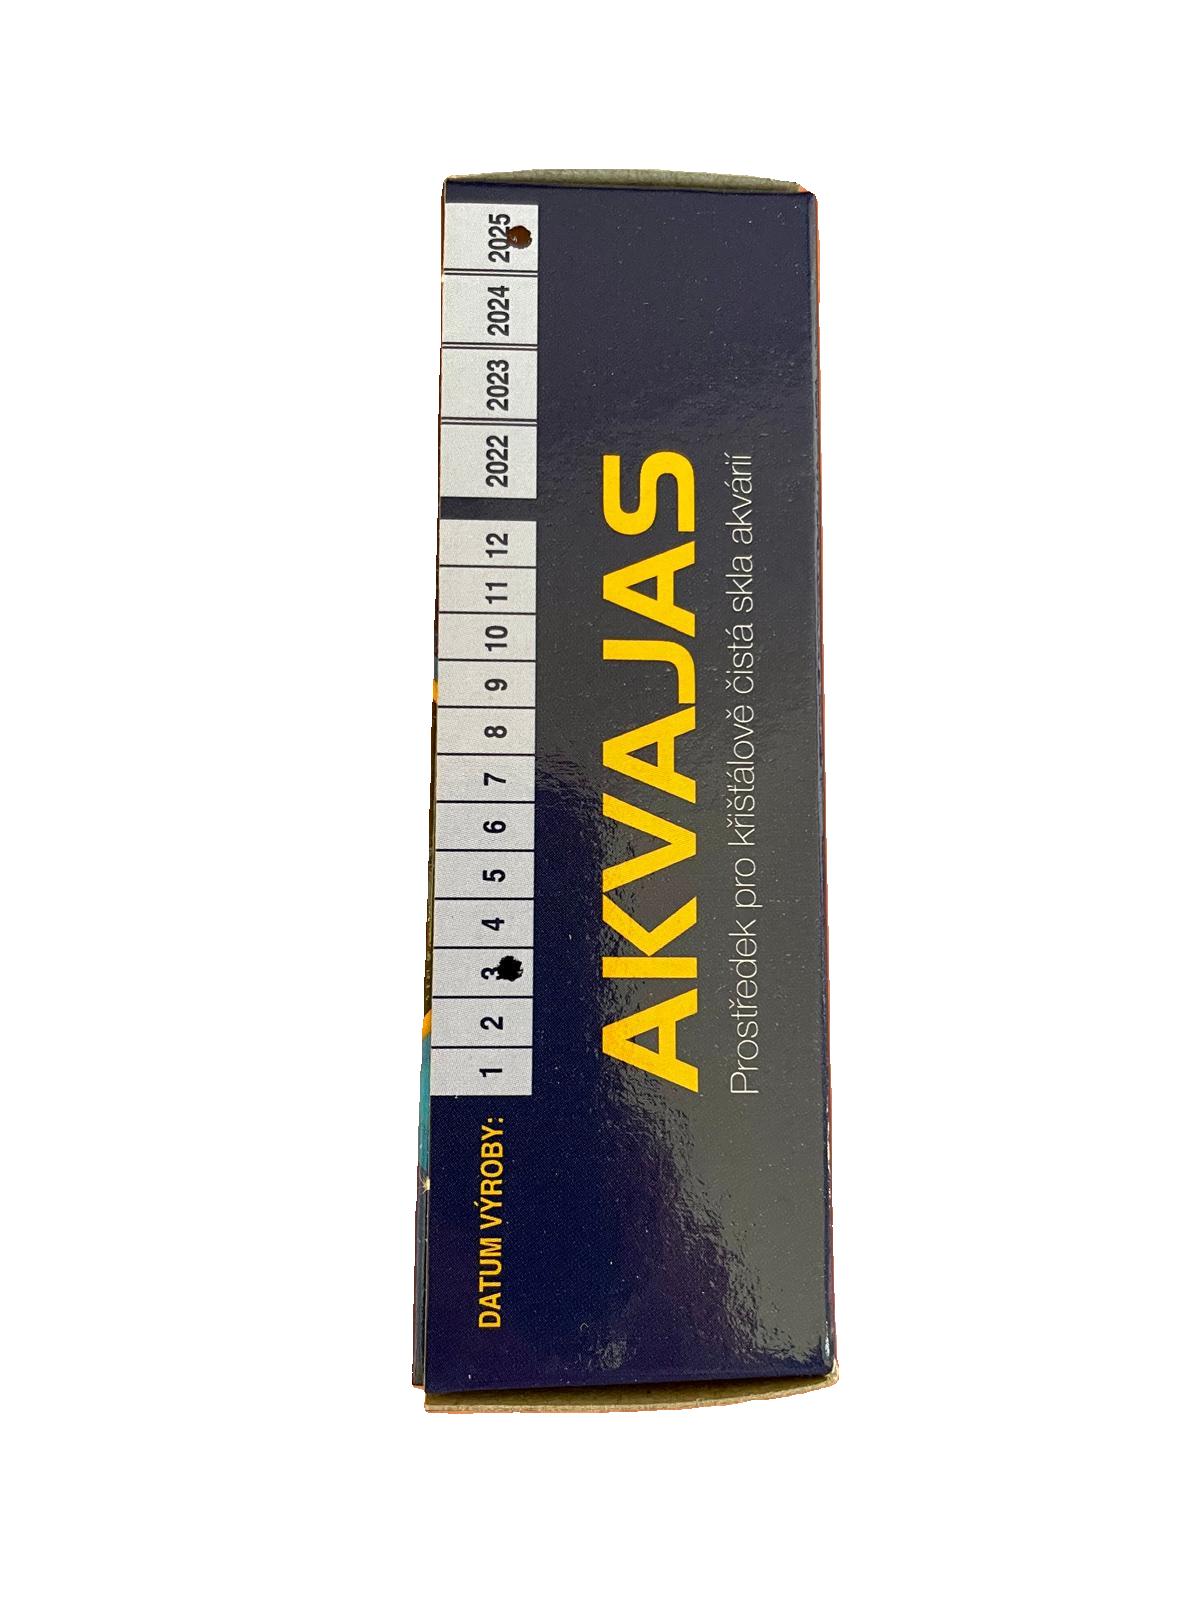 DATUM VÝROBY: 1 2 3 4 5 6 7 8 9 10 11 12 2022 2023 2024 2025
AKVAJAS
Prostředek pro křišťálově čistá skla akvárií